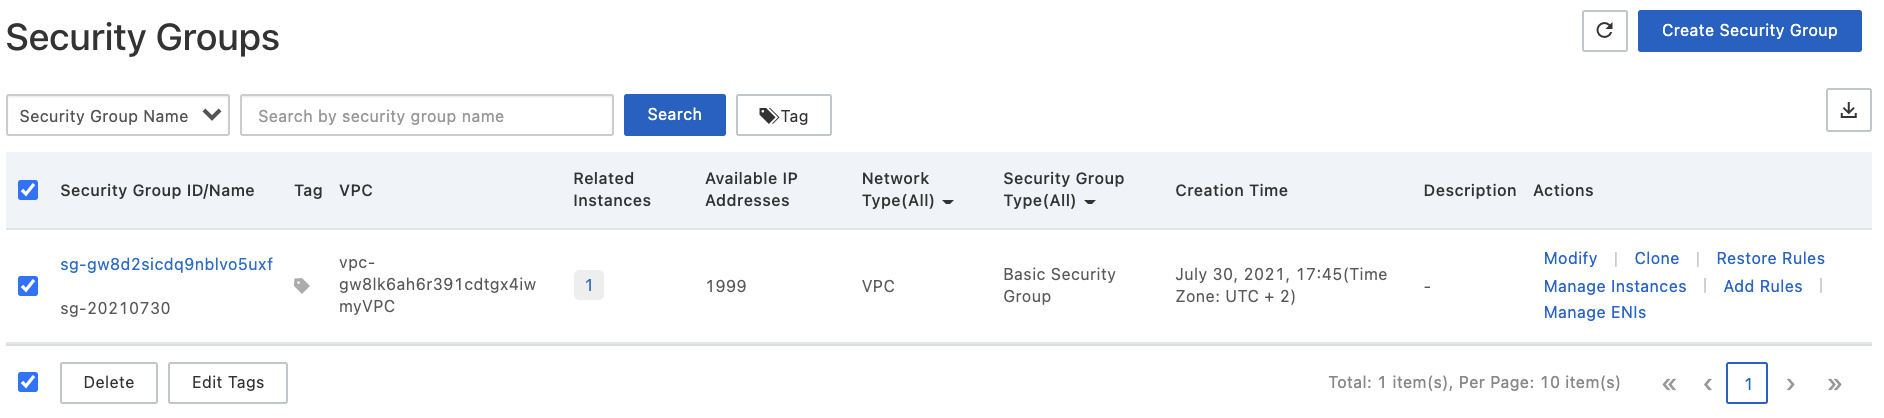 Security Groups
Create Security Group
Security Group Name
Search by security group name
Search
Tag
Security Group ID/Name
Tag
VPC
Related
Instances
Available IP
Addresses
Network
Type(All)
Security Group
Type(All)
Creation Time
Description
Actions
sg-gw8d2sicdq9nblvo5uxf
sg-20210730
vpc-
gw8lk6ah6r391cdtgx4iw
myVPC
1
1999
VPC
Basic Security
Group
July 30, 2021, 17:45(Time
Zone: UTC + 2)
-
Modify | Clone | Restore Rules
Manage Instances | Add Rules |
Manage ENIs
Delete
Edit Tags
Total: 1 item(s), Per Page: 10 item(s)
« ‹ 1 › »